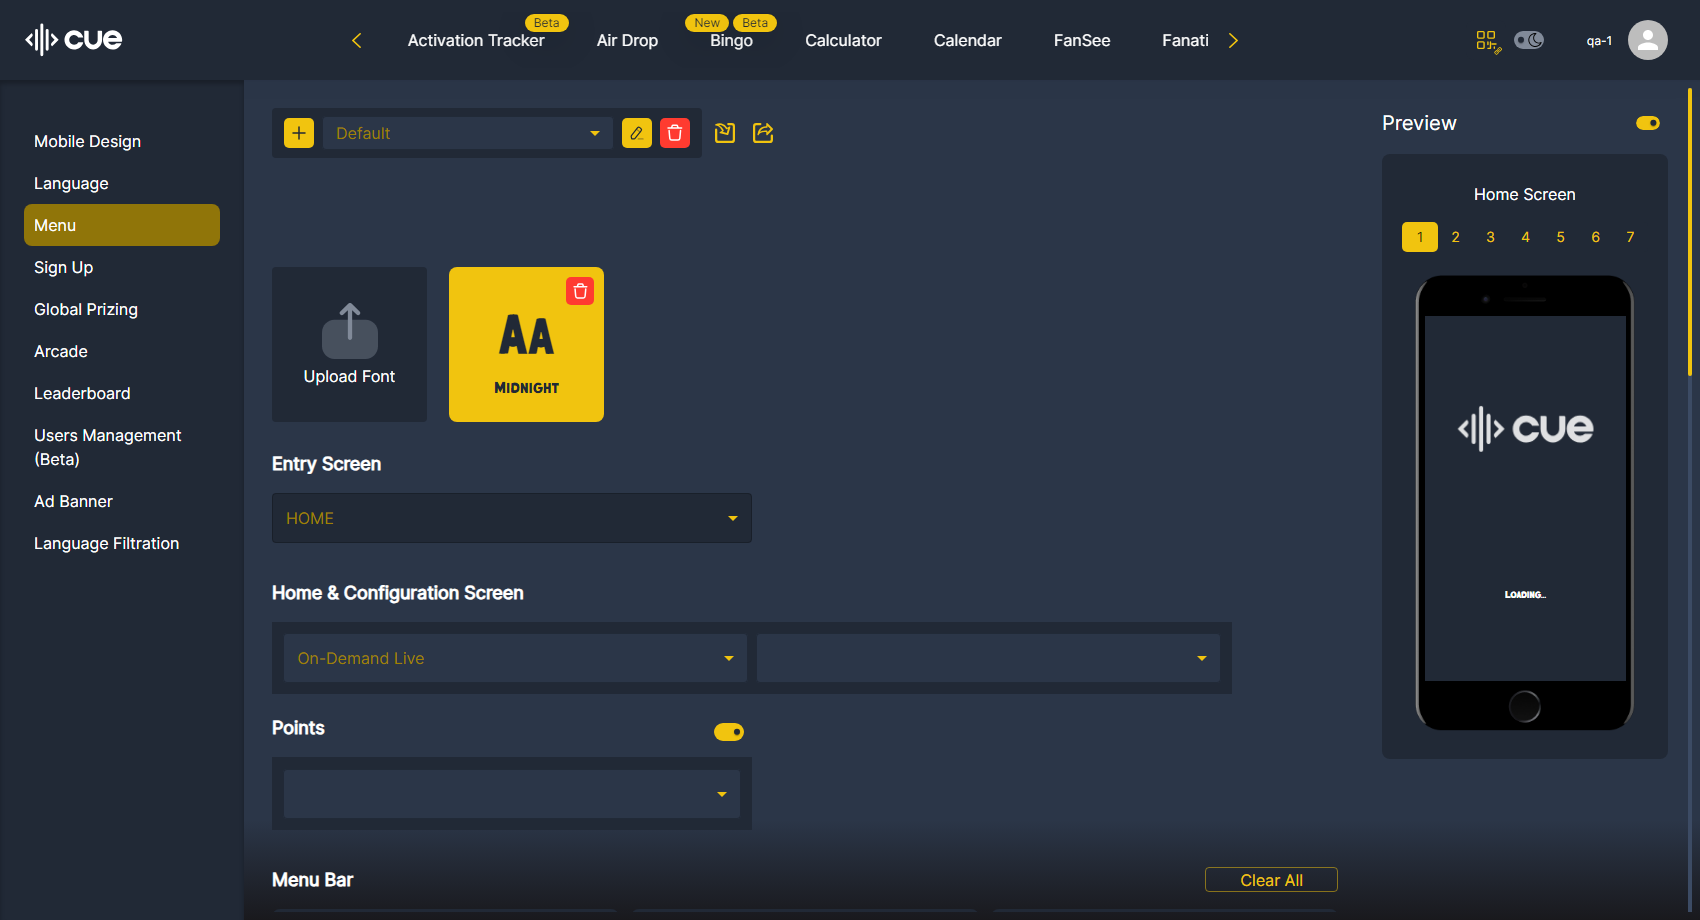 cue
Beta
New
Beta
Activation Tracker
Air Drop
Bingo
Calculator
Calendar
FanSee
Fanati
qa-1
Mobile Design
Language
Menu
Sign Up
Global Prizing
Arcade
Leaderboard
Users Management
(Beta)
Ad Banner
Language Filtration
Default
Upload Font
AA
MIDNIGHT
Entry Screen
HOME
Home & Configuration Screen
On-Demand Live
Points
Menu Bar
Clear All
Preview
Home Screen
1 2 3 4 5 6 7
cue
LOADING...